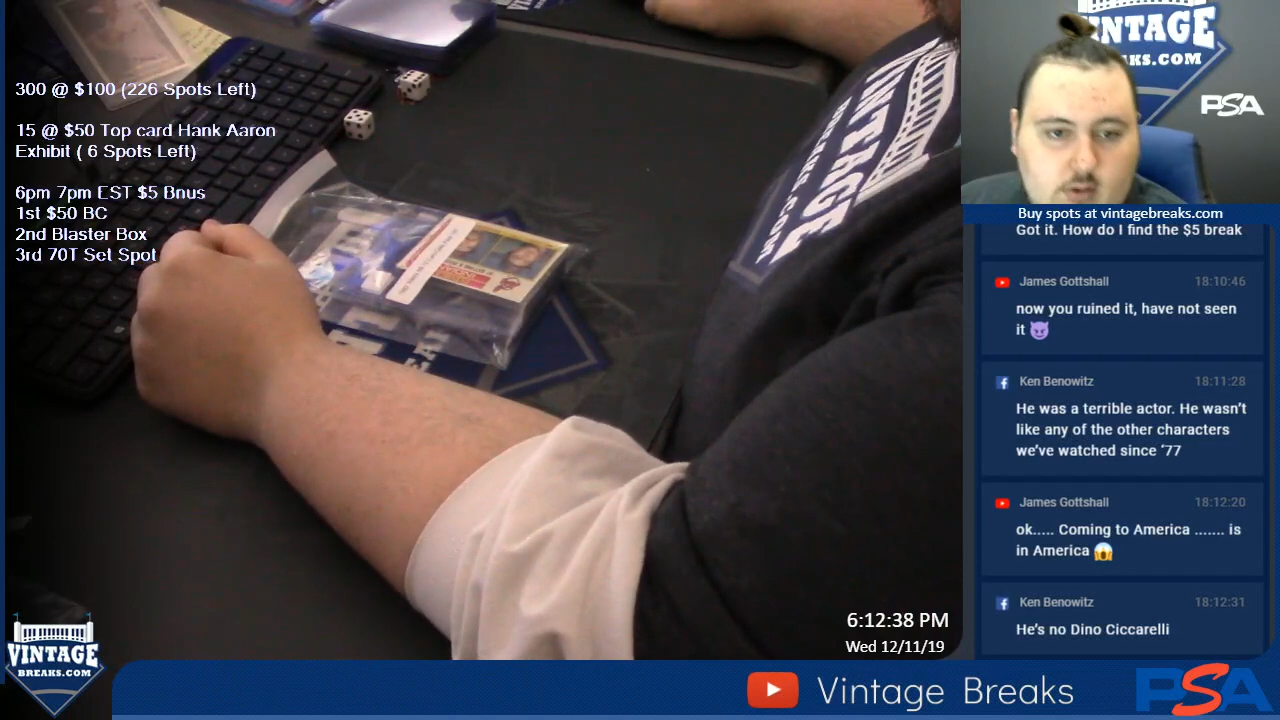 300 @ $100 (226 Spots Left)
15 @ $50 Top card Hank Aaron
Exhibit ( 6 Spots Left)
6pm 7pm EST $5 Bnus
1st $50 BC
2nd Blaster Box
3rd 70T Set Spot
VINTAGE
BREAKS.COM
VINTAGE
BREAKS.COM
PSA
Buy spots at vintagebreaks.com
Got it. How do I find the $5 break
James Gottshall 18:10:46
now you ruined it, have not seen
it 😈
Ken Benowitz 18:11:28
He was a terrible actor. He wasn't
like any of the other characters
we've watched since '77
James Gottshall 18:12:20
ok..... Coming to America ....... is
in America 😱
Ken Benowitz 18:12:31
He's no Dino Ciccarelli
6:12:38 PM
Wed 12/11/19
VINTAGE
BREAKS.COM
Vintage Breaks
PSA